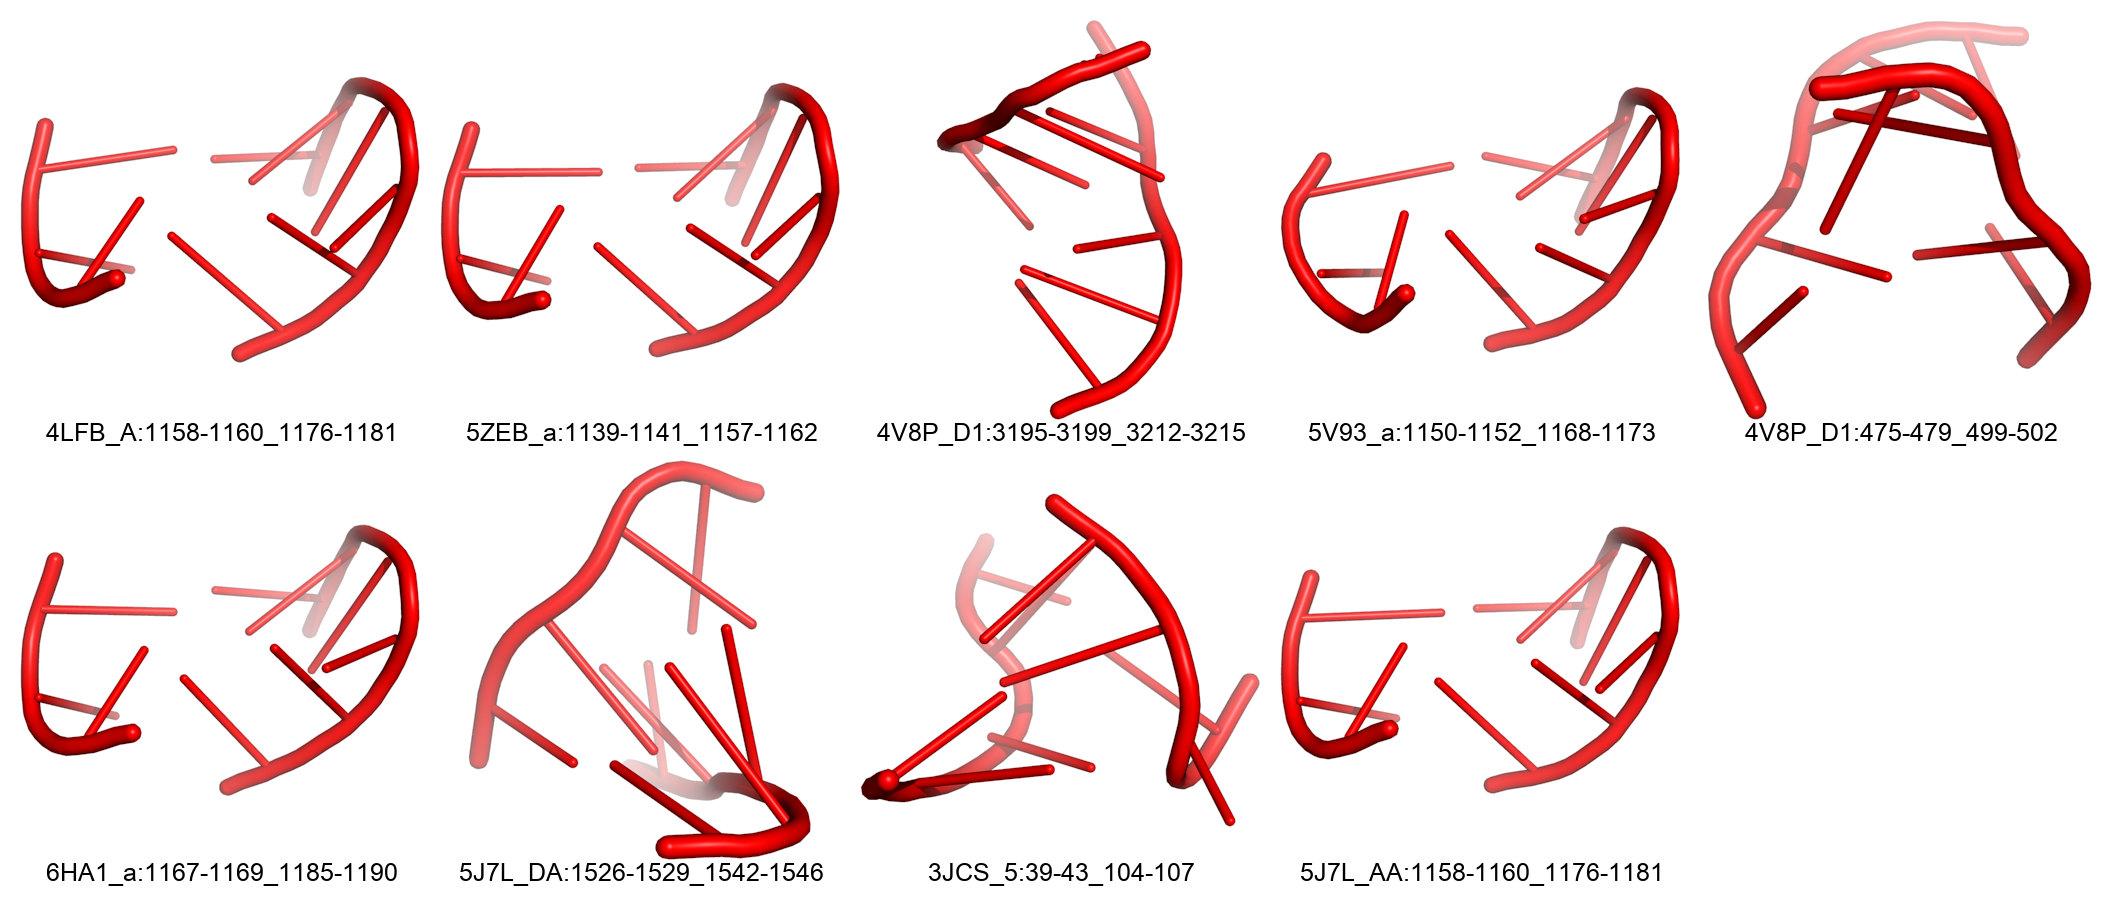 4LFB_A:1158-1160_1176-1181
5ZEB_a:1139-1141_1157-1162
4V8P_D1:3195-3199_3212-3215
5V93_a:1150-1152_1168-1173
4V8P_D1:475-479_499-502
6HA1_a:1167-1169_1185-1190
5J7L_DA:1526-1529_1542-1546
3JCS_5:39-43_104-107
5J7L_AA:1158-1160_1176-1181